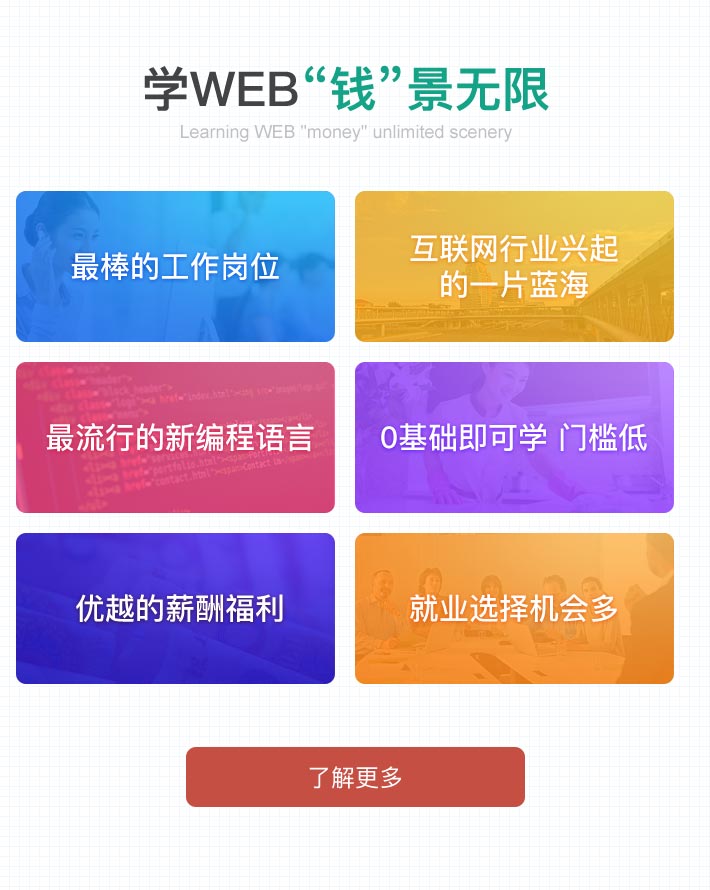 学WEB“钱”景无限
Learning WEB "money" unlimited scenery
最棒的工作岗位
互联网行业兴起
的一片蓝海
最流行的新编程语言
0基础即可学 门槛低
优越的薪酬福利
就业选择机会多
了解更多